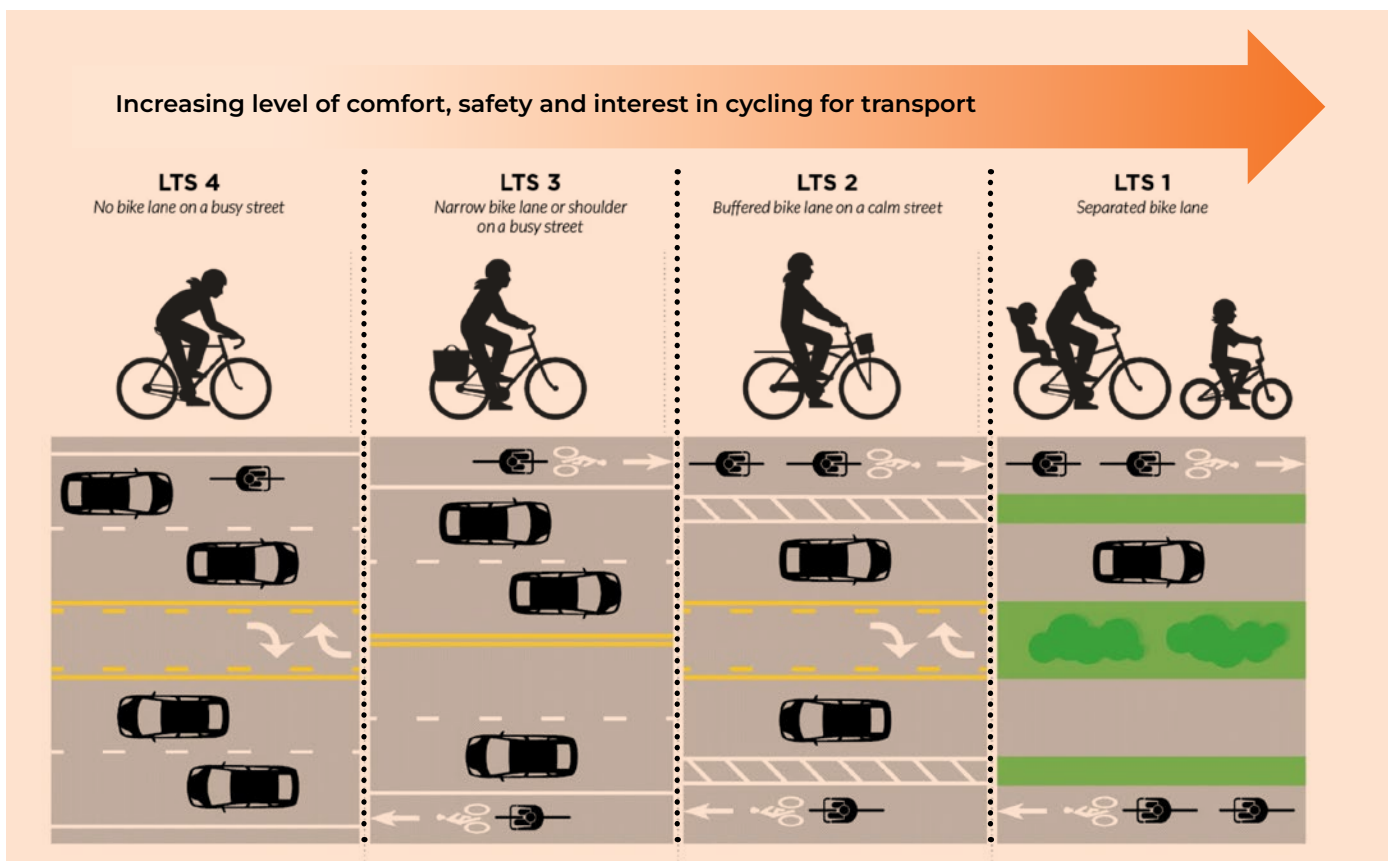 Increasing level of comfort, safety and interest in cycling for transport
LTS 4
No bike lane on a busy street
LTS 3
Narrow bike lane or shoulder
on a busy street
LTS 2
Buffered bike lane on a calm street
LTS 1
Separated bike lane